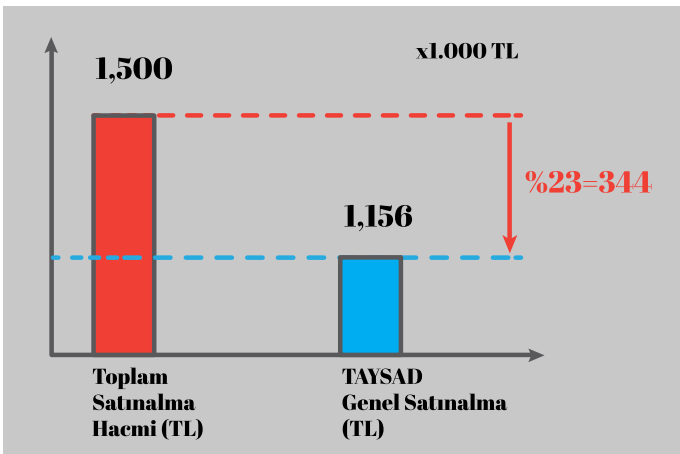 x1.000 TL
1,500
%23=344
1,156
Toplam
Satınalma
Hacmi (TL)
TAYSAD
Genel Satınalma
(TL)